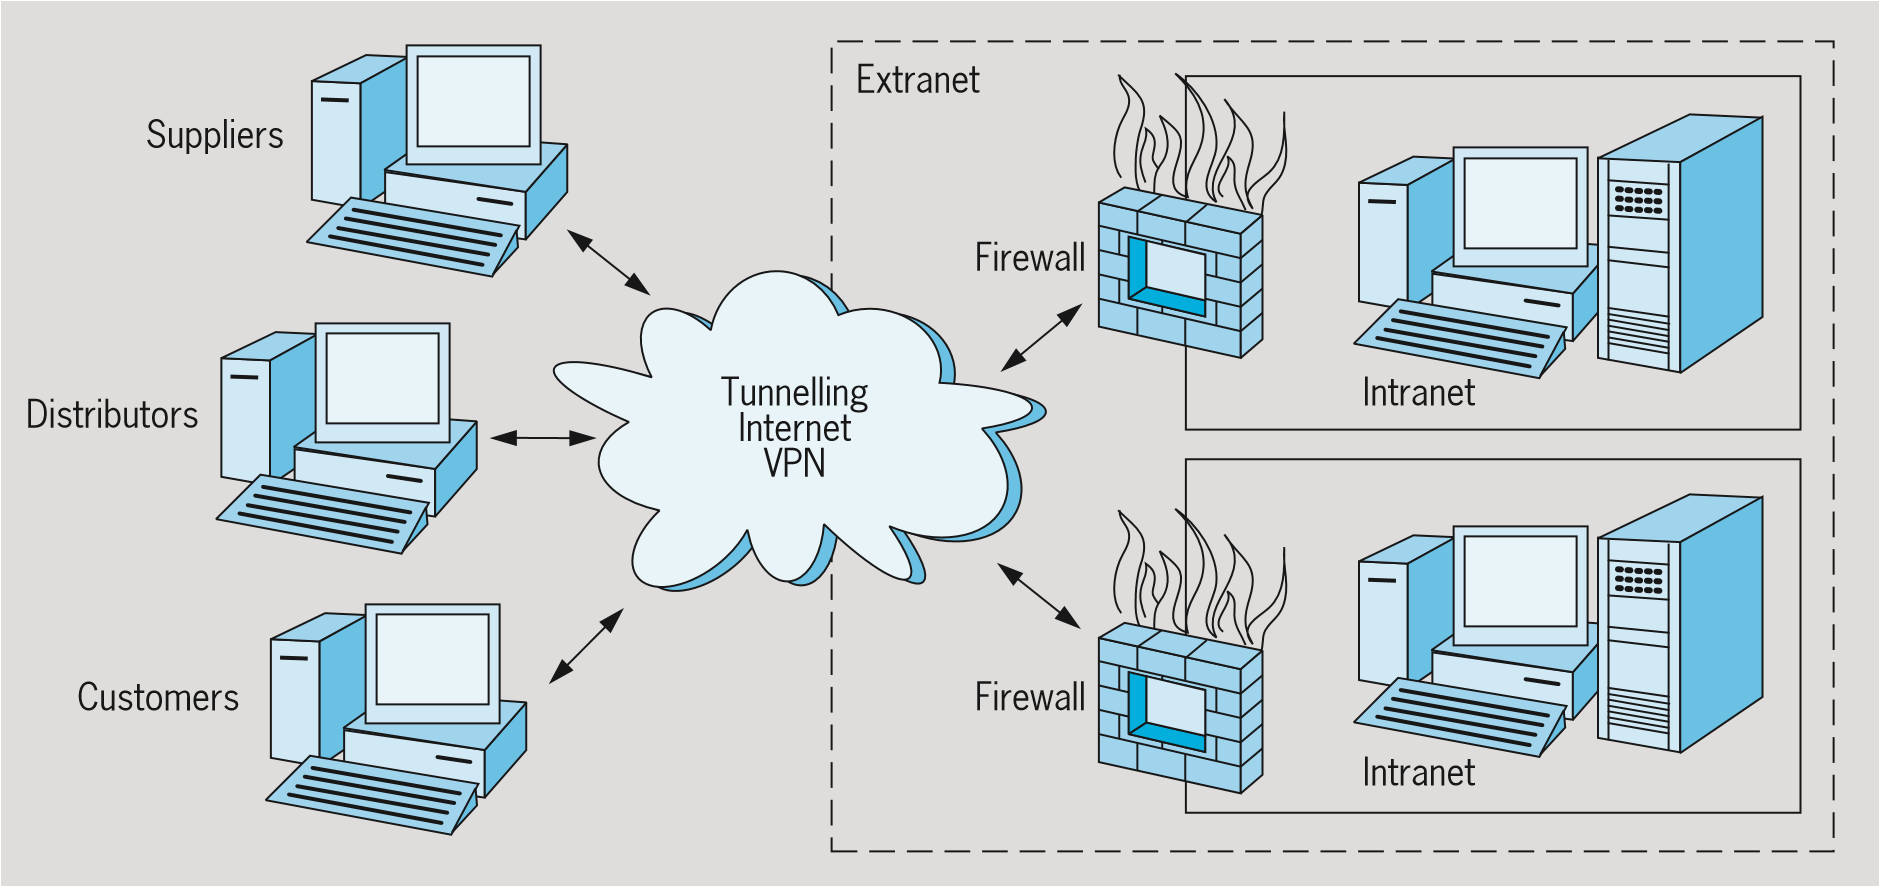 Extranet
Suppliers
Firewall
Tunnelling
Internet
VPN
Intranet
Distributors
Customers
Firewall
Intranet